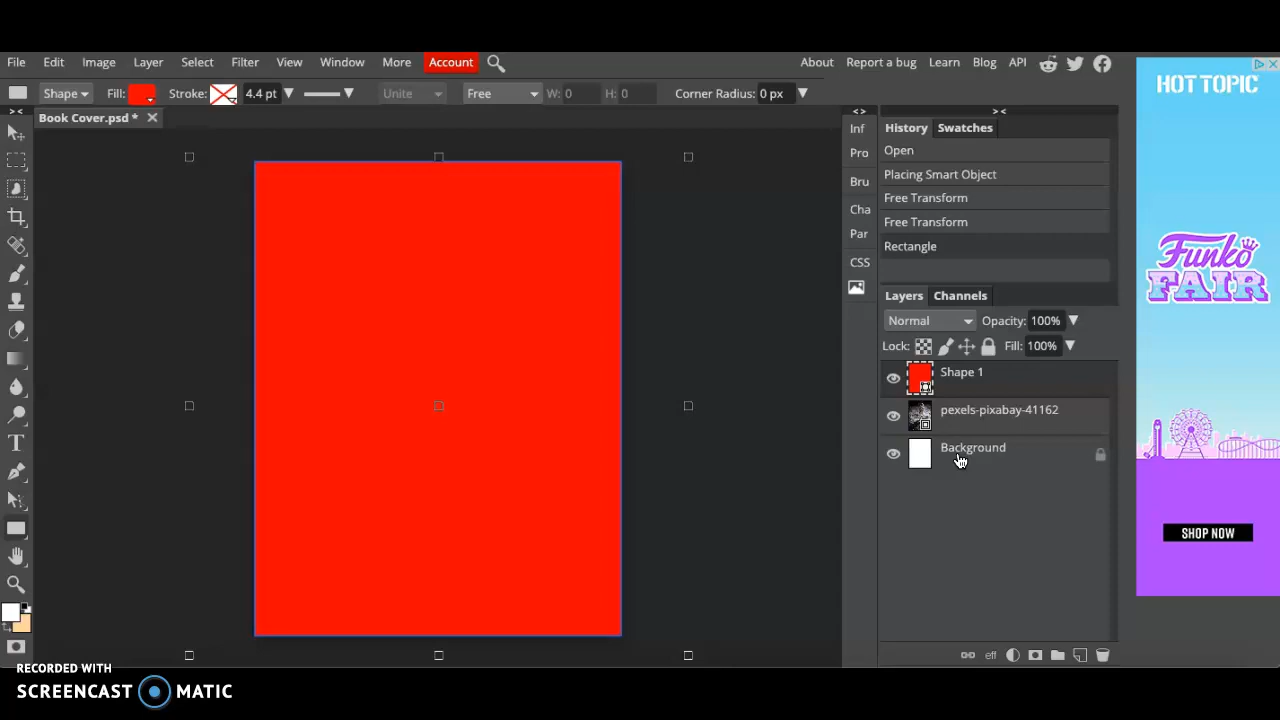 File Edit Image Layer Select Filter View Window More Account About Report a bug Learn Blog API
Shape Fill: Stroke: 4.4 pt Unite Free W: 0 H: 0 Corner Radius: 0 px
Book Cover.psd *
> < < > > <
Inf
Pro
Bru
Cha
Par
CSS
History Swatches
Open
Placing Smart Object
Free Transform
Free Transform
Rectangle
Layers Channels
Normal Opacity: 100%
Lock: Fill: 100%
Shape 1
pexels-pixabay-41162
Background
eff
HOT TOPIC
Funko
FAIR
SHOP NOW
RECORDED WITH
SCREENCAST MATIC